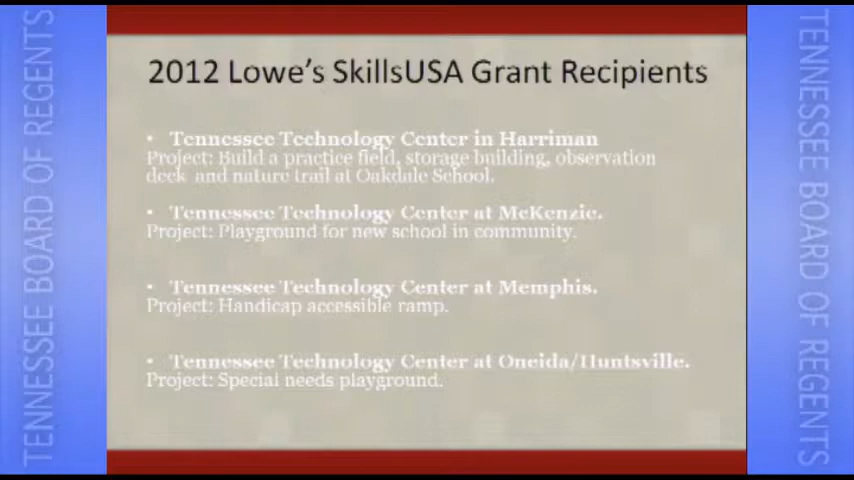 TENNESSEE BOARD OF REGENTS
2012 Lowe's SkillsUSA Grant Recipients
• Tennessee Technology Center in Harriman
Project: Build a practice field, storage building, observation
deck and nature trail at Oakdale School.
• Tennessee Technology Center at McKenzie.
Project: Playground for new school in community.
• Tennessee Technology Center at Memphis.
Project: Handicap accessible ramp.
• Tennessee Technology Center at Oneida/Huntsville.
Project: Special needs playground.
TENNESSEE BOARD OF REGENTS